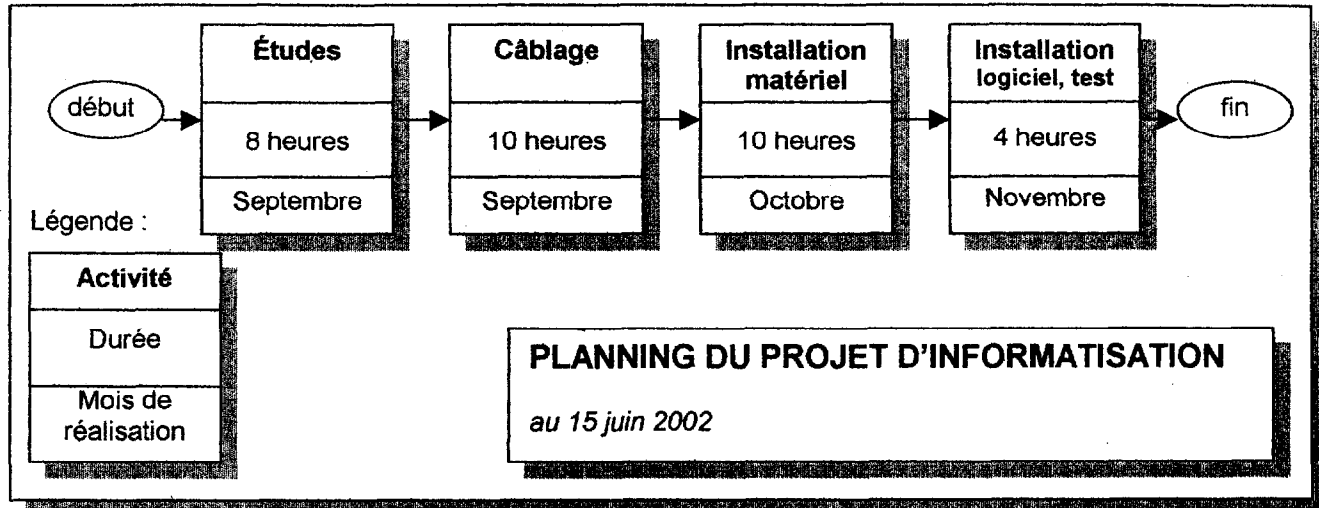 début
Études
8 heures
Septembre
Câblage
10 heures
Septembre
Installation
matériel
10 heures
Octobre
Installation
logiciel, test
4 heures
Novembre
fin
Légende :
Activité
Durée
Mois de
réalisation
PLANNING DU PROJET D'INFORMATISATION
au 15 juin 2002